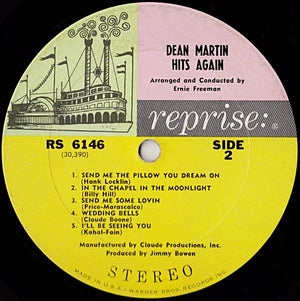 DEAN MARTIN
HITS AGAIN
Arranged and Conducted by
Ernie Freeman
reprise:®
RS 6146
(30,390)
SIDE
2
1. SEND ME THE PILLOW YOU DREAM ON
(Hank Locklin)
2. IN THE CHAPEL IN THE MOONLIGHT
(Billy Hill)
3. SEND ME SOME LOVIN
(Price-Marascalco)
4. WEDDING BELLS
(Claude Boone)
5. I'LL BE SEEING YOU
(Kahal-Fain)
Manufactured by Claude Productions, Inc.
Produced by Jimmy Bowen
STEREO
MADE IN U.S.A. • WARNER BROS. RECORDS INC.